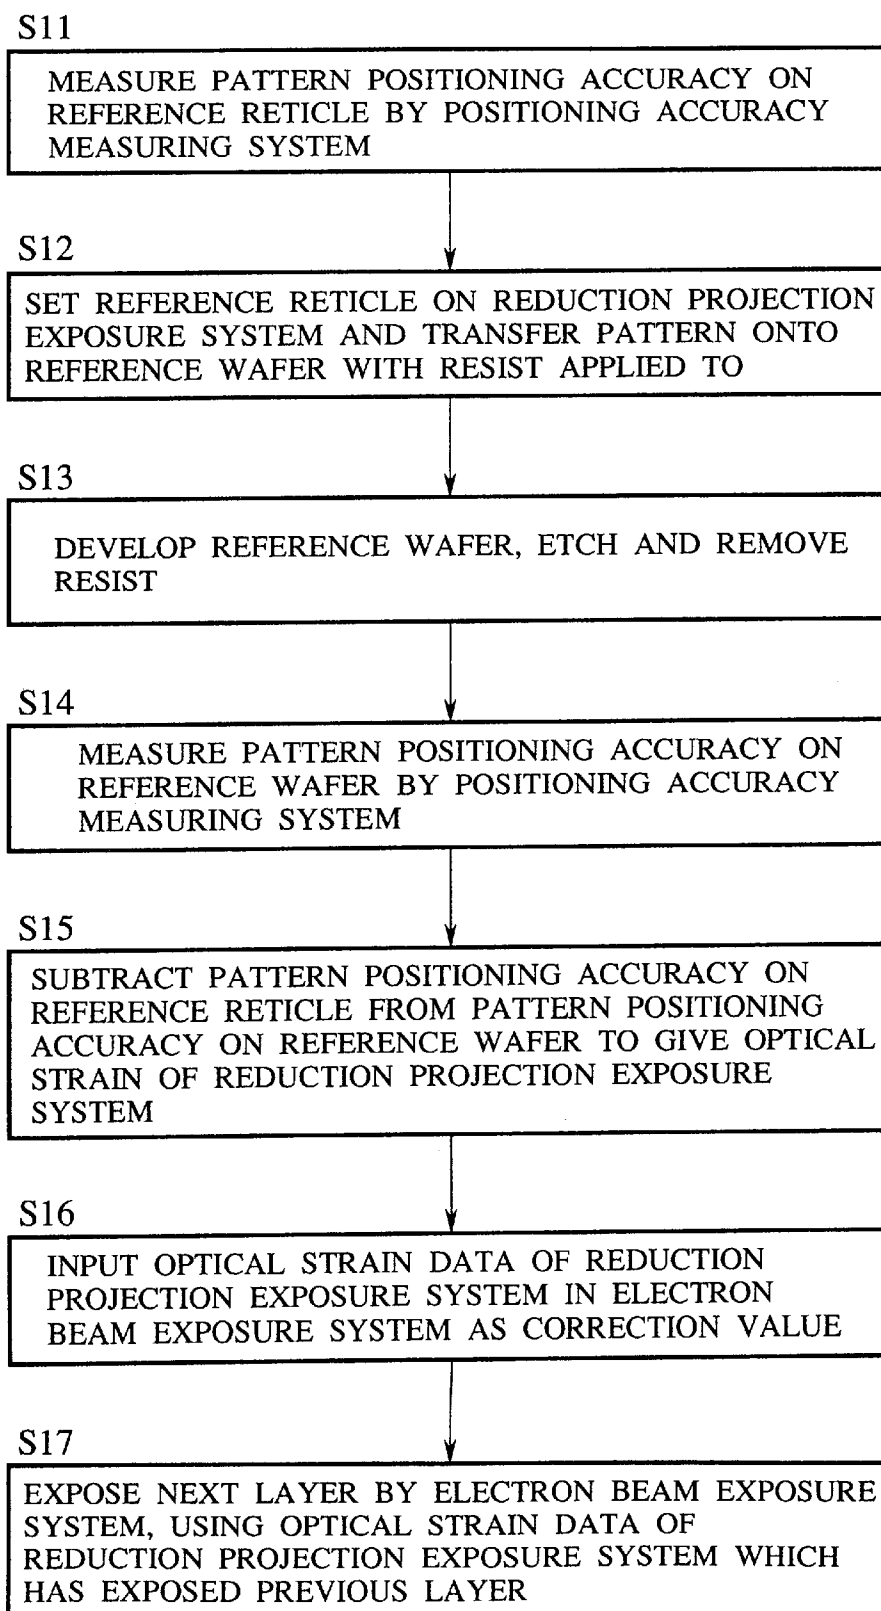 S11
MEASURE PATTERN POSITIONING ACCURACY ON
REFERENCE RETICLE BY POSITIONING ACCURACY
MEASURING SYSTEM
S12
SET REFERENCE RETICLE ON REDUCTION PROJECTION
EXPOSURE SYSTEM AND TRANSFER PATTERN ONTO
REFERENCE WAFER WITH RESIST APPLIED TO
S13
DEVELOP REFERENCE WAFER, ETCH AND REMOVE
RESIST
S14
MEASURE PATTERN POSITIONING ACCURACY ON
REFERENCE WAFER BY POSITIONING ACCURACY
MEASURING SYSTEM
S15
SUBTRACT PATTERN POSITIONING ACCURACY ON
REFERENCE RETICLE FROM PATTERN POSITIONING
ACCURACY ON REFERENCE WAFER TO GIVE OPTICAL
STRAIN OF REDUCTION PROJECTION EXPOSURE
SYSTEM
S16
INPUT OPTICAL STRAIN DATA OF REDUCTION
PROJECTION EXPOSURE SYSTEM IN ELECTRON
BEAM EXPOSURE SYSTEM AS CORRECTION VALUE
S17
EXPOSE NEXT LAYER BY ELECTRON BEAM EXPOSURE
SYSTEM, USING OPTICAL STRAIN DATA OF
REDUCTION PROJECTION EXPOSURE SYSTEM WHICH
HAS EXPOSED PREVIOUS LAYER